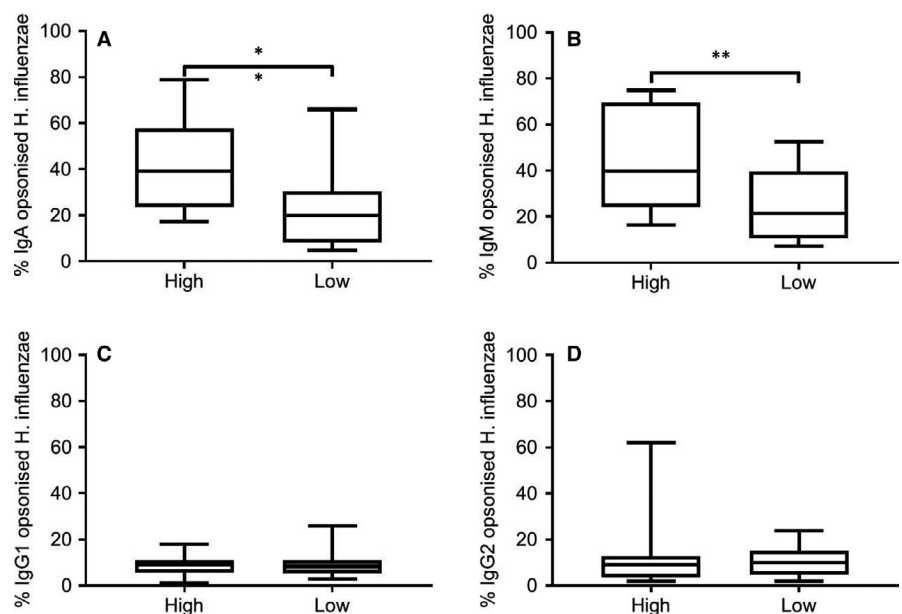 A
% IgA opsonised H. influenzae
100
80
60
40
20
0
*
*
High
Low
B
% IgM opsonised H. influenzae
100
80
60
40
20
0
**
High
Low
C
% IgG1 opsonised H. influenzae
100
80
60
40
20
0
High
Low
D
% IgG2 opsonised H. influenzae
100
80
60
40
20
0
High
Low